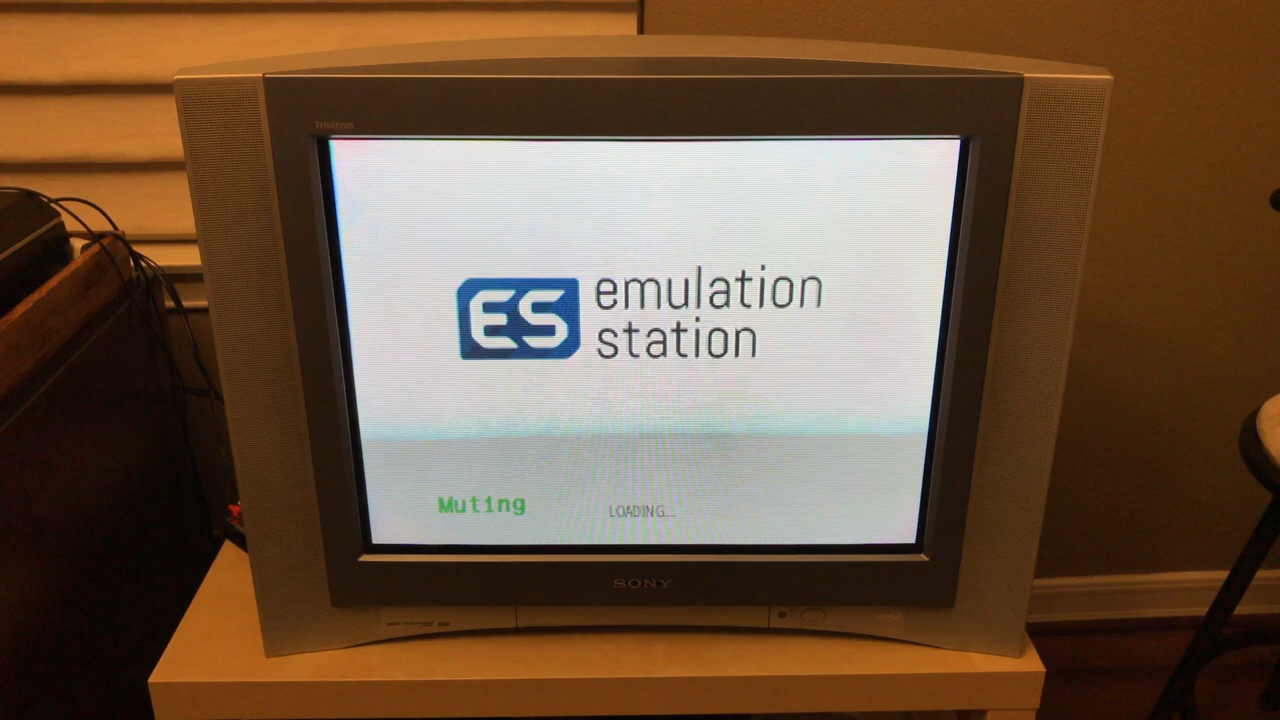 Trinitron
ES
emulation
station
Muting
LOADING...
SONY